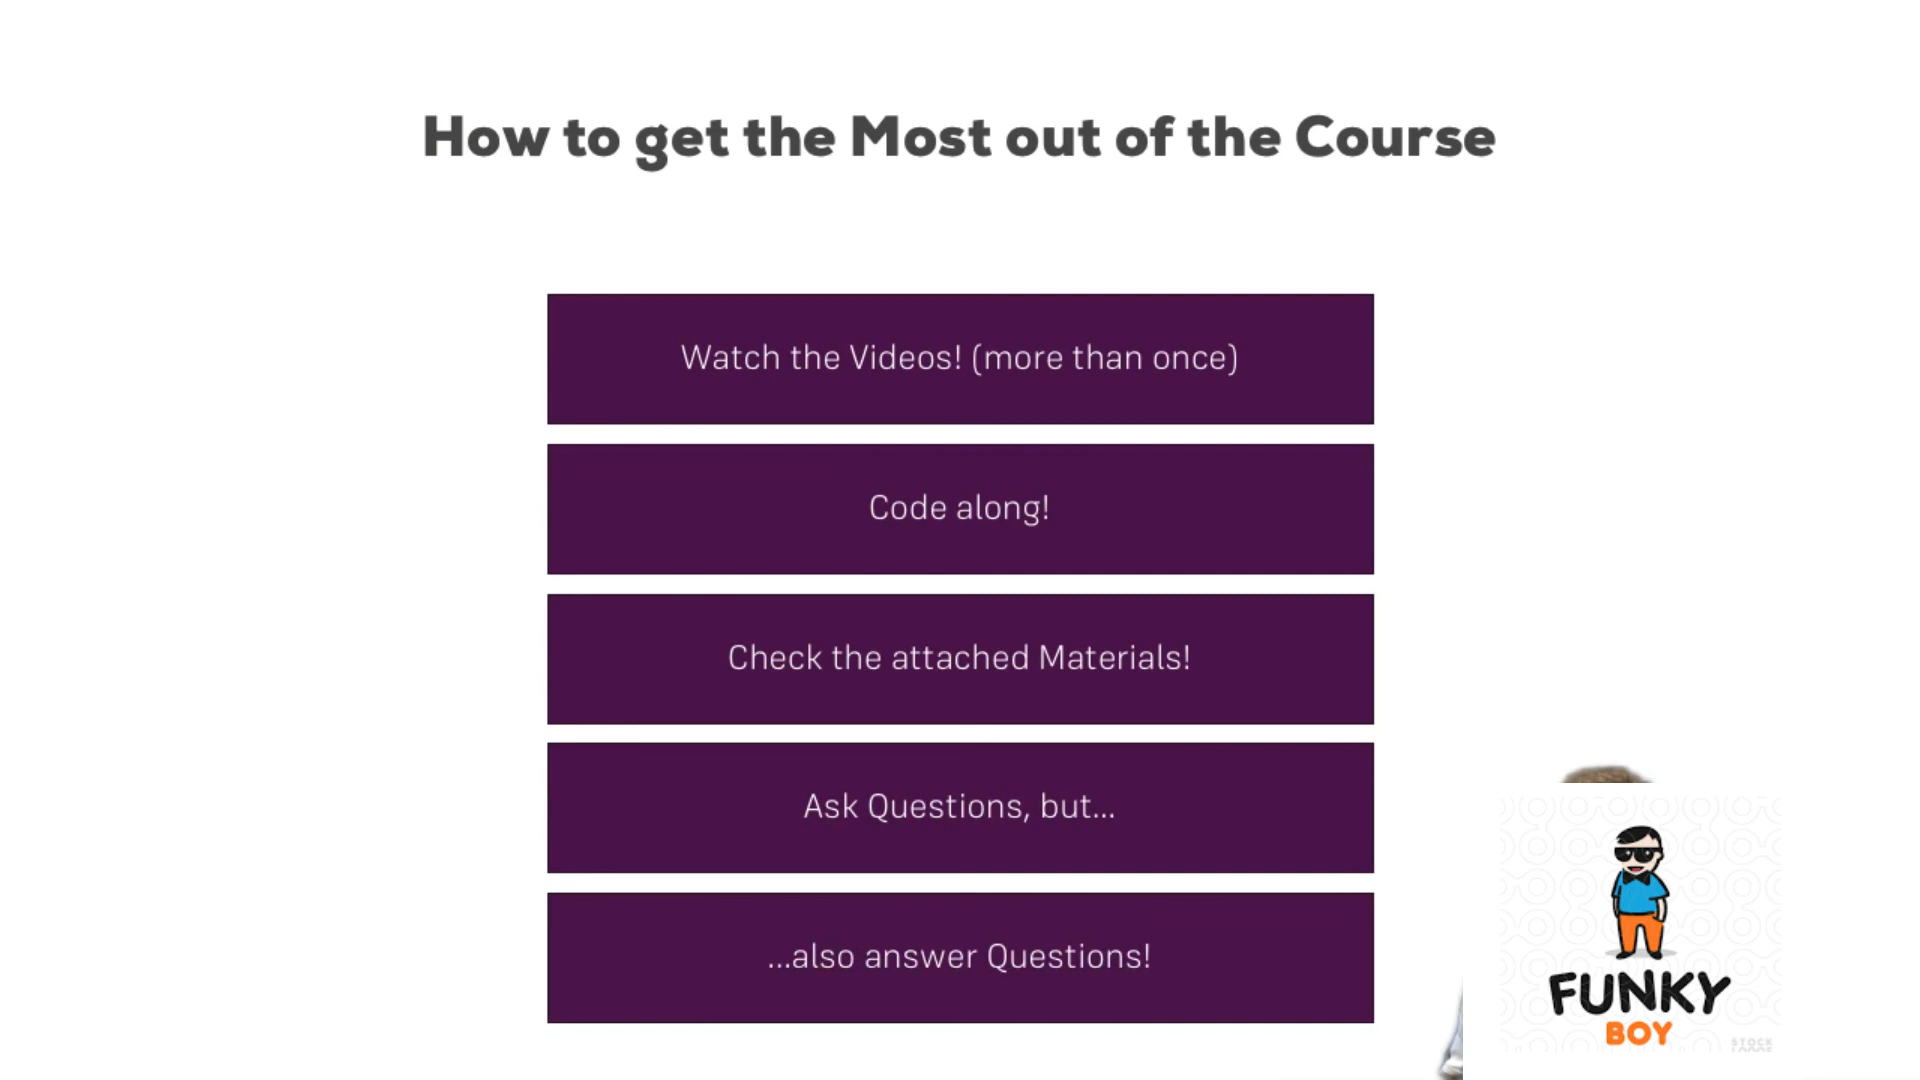 How to get the Most out of the Course
Watch the Videos! (more than once)
Code along!
Check the attached Materials!
Ask Questions, but...
...also answer Questions!
FUNKY
BOY
STOCK